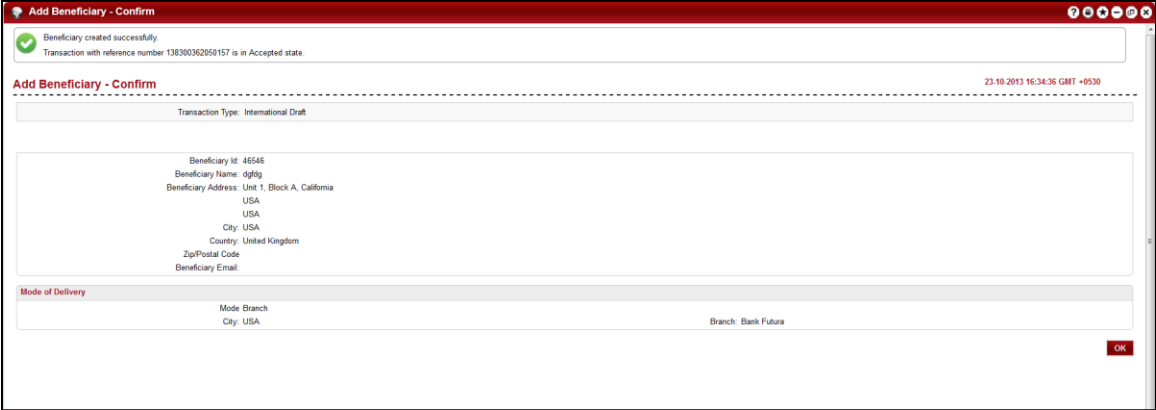 Add Beneficiary - Confirm
Beneficiary created successfully.
Transaction with reference number 138300362050157 is in Accepted state.
Add Beneficiary - Confirm 23-10-2013 16:34:36 GMT +0530
Transaction Type: International Draft
Beneficiary Id: 46546
Beneficiary Name: dgfdg
Beneficiary Address: Unit 1, Block A, California
USA
USA
City: USA
Country: United Kingdom
Zip/Postal Code
Beneficiary Email:
Mode of Delivery
Mode Branch
City: USA Branch: Bank Futura
OK